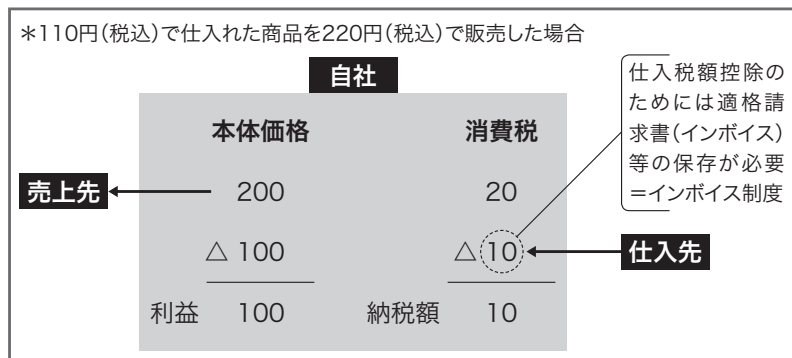 ＊110円(税込)で仕入れた商品を220円(税込)で販売した場合
自社
本体価格 消費税
売上先 200 20
△ 100 △ 10 仕入先
利益 100 納税額 10
仕入税額控除の
ためには適格請
求書(インボイス)
等の保存が必要
＝インボイス制度